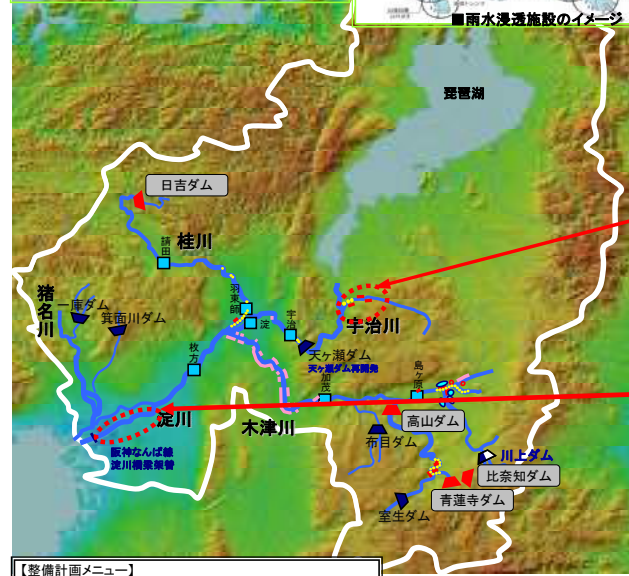 ■雨水浸透施設のイメージ
琵琶湖
日吉ダム
請田
桂川
羽束師
淀
宇治
宇治川
猪名川
一庫ダム
箕面川ダム
天ヶ瀬ダム
天ヶ瀬ダム再開発
枚方
加茂
島ヶ原
淀川
木津川
高山ダム
布目ダム
阪神なんば線
淀川橋梁架替
川上ダム
比奈知ダム
青蓮寺ダム
室生ダム
【整備計画メニュー】